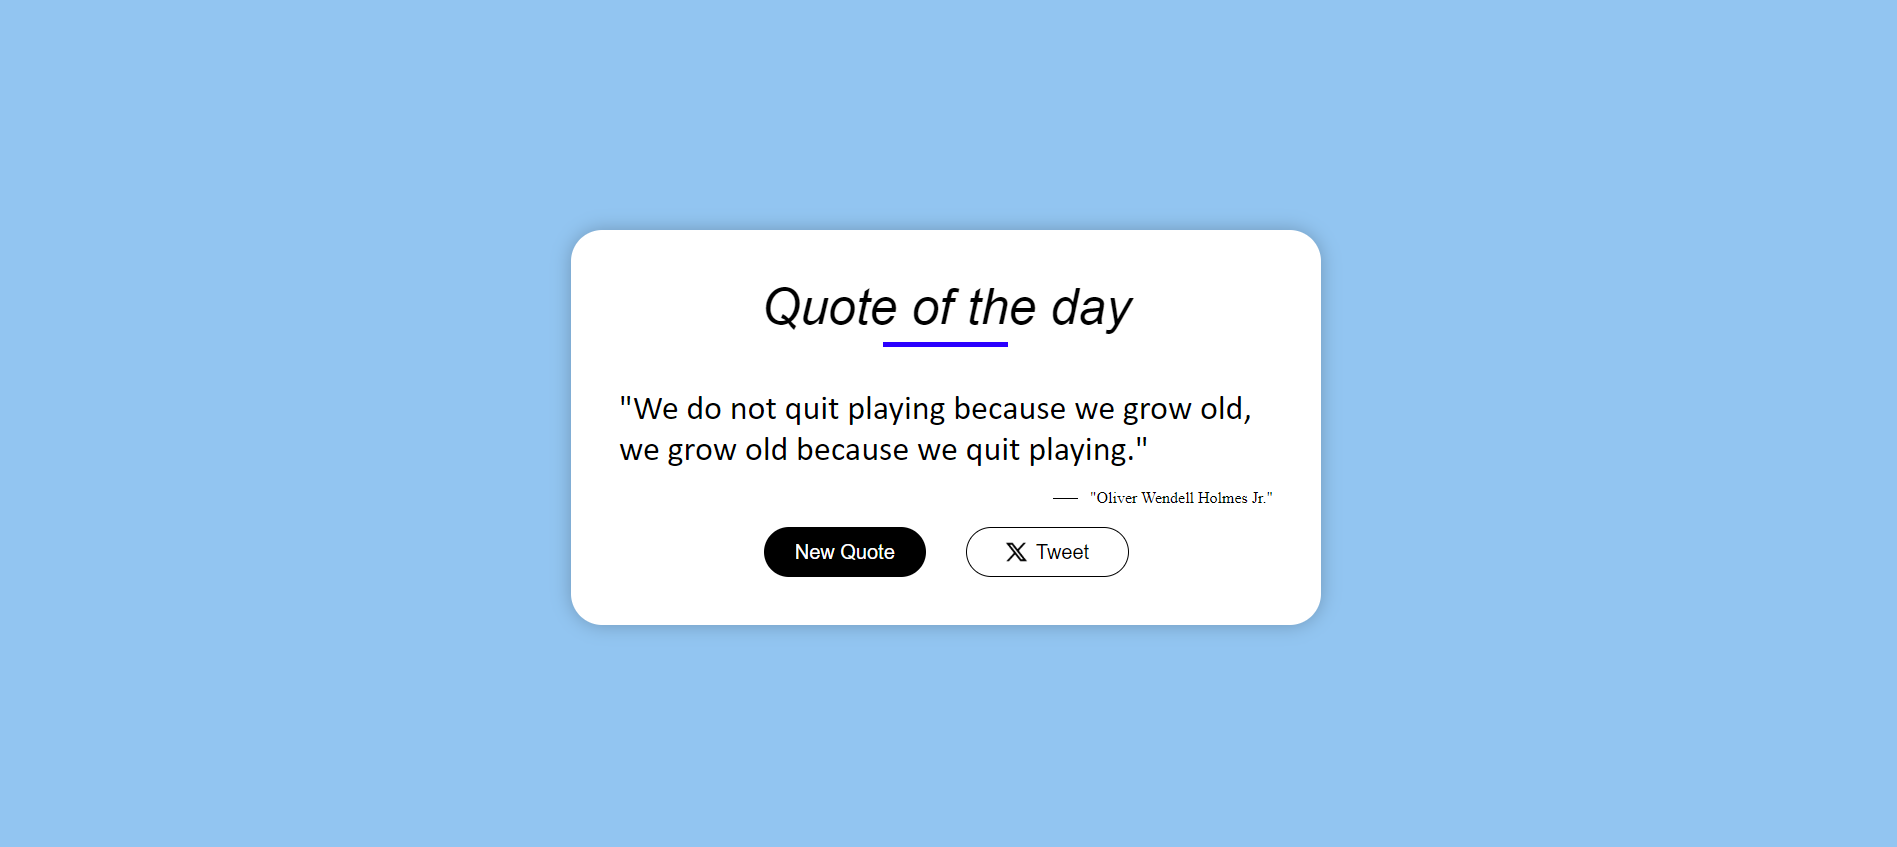 Quote of the day
"We do not quit playing because we grow old,
we grow old because we quit playing."
"Oliver Wendell Holmes Jr."
New Quote
Tweet